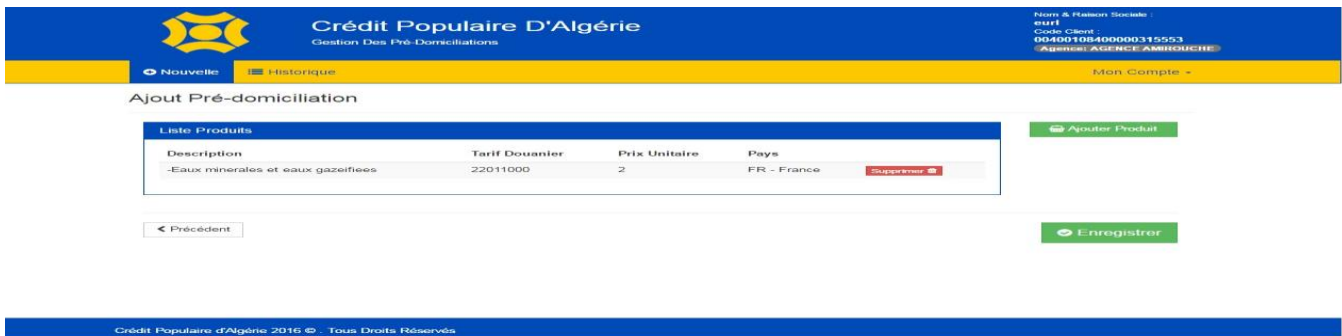 Crédit Populaire D'Algérie
Gestion Des Pré-Domiciliations
Nom & Raison Sociale :
eurl
Code Client :
00400108400000315553
Agence: AGENCE AMIROUCHE
Nouvelle
Historique
Mon Compte
Ajout Pré-domiciliation
Liste Produits
Ajouter Produit
Description Tarif Douanier Prix Unitaire Pays
-Eaux minerales et eaux gazeifiees 22011000 2 FR - France Supprimer
Précédent
Enregistrer
Crédit Populaire d'Algérie 2016 © . Tous Droits Réservés